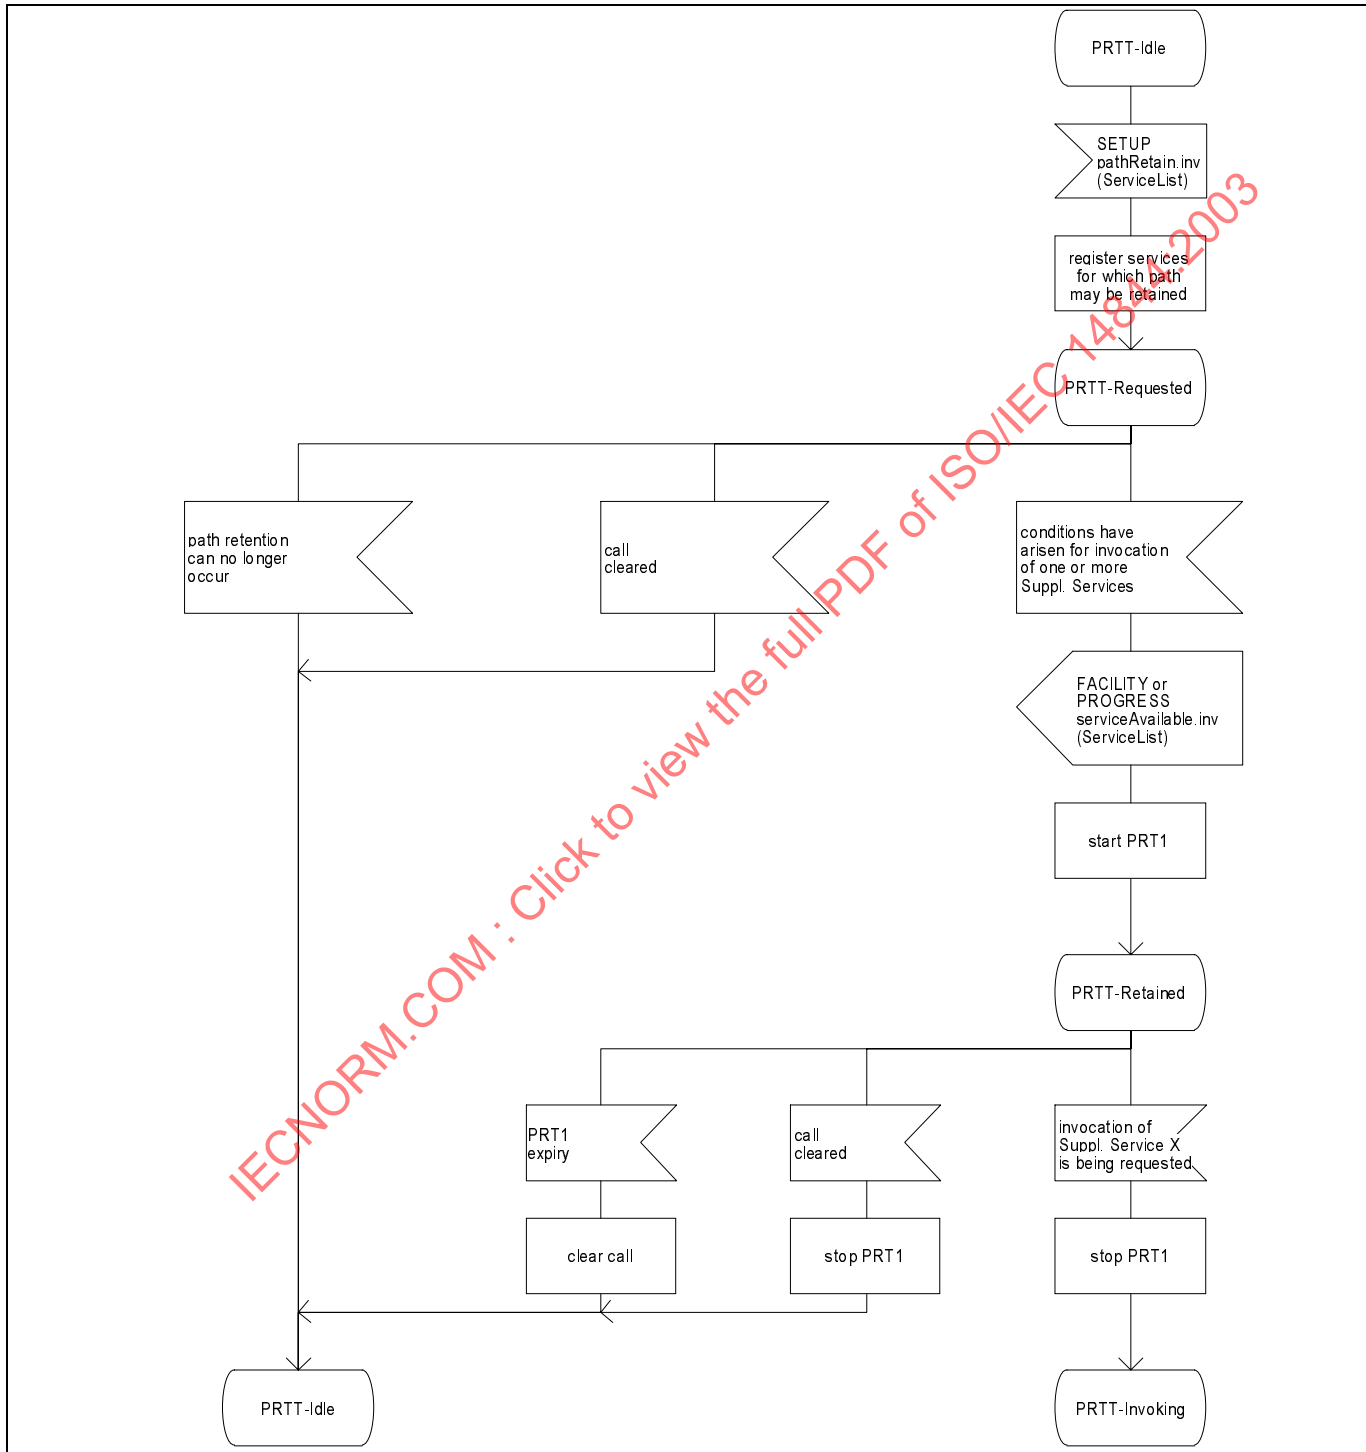 PRTT-Idle
SETUP
pathRetain.inv
(ServiceList)
register services
for which path
may be retained
PRTT-Requested
path retention
can no longer
occur
call
cleared
conditions have
arisen for invocation
of one or more
Suppl. Services
FACILITY or
PROGRESS
serviceAvailable.inv
(ServiceList)
start PRT1
PRTT-Retained
PRT1
expiry
call
cleared
invocation of
Suppl. Service X
is being requested
clear call
stop PRT1
stop PRT1
PRTT-Idle
PRTT-Invoking
IECNORM.COM : Click to view the full PDF of ISO/IEC 14844:2003